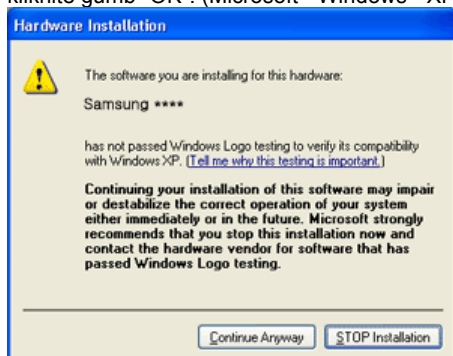 kliknite gumb "OK". (Microsoft® Windows® XP
Hardware Installation
The software you are installing for this hardware:
Samsung ****
has not passed Windows Logo testing to verify its compatibility
with Windows XP. (Tell me why this testing is important.)
Continuing your installation of this software may impair
or destabilize the correct operation of your system
either immediately or in the future. Microsoft strongly
recommends that you stop this installation now and
contact the hardware vendor for software that has
passed Windows Logo testing.
Continue Anyway STOP Installation